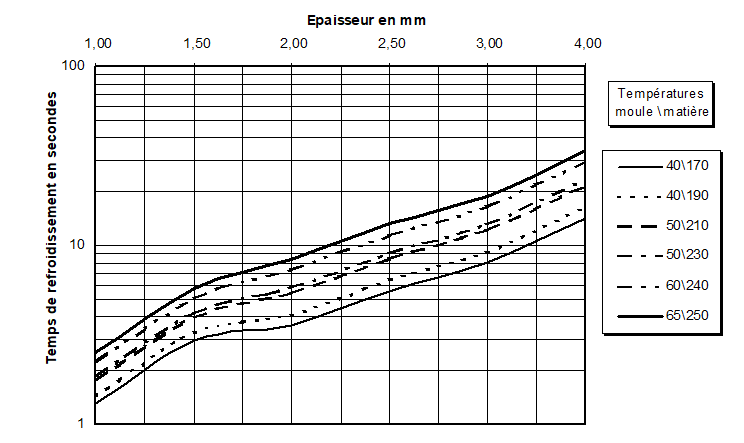 Epaisseur en mm
1,00 1,50 2,00 2,50 3,00 4,00
Temps de refroidissement en secondes
100
10
1
Températures
moule \ matière
40\170
40\190
50\210
50\230
60\240
65\250